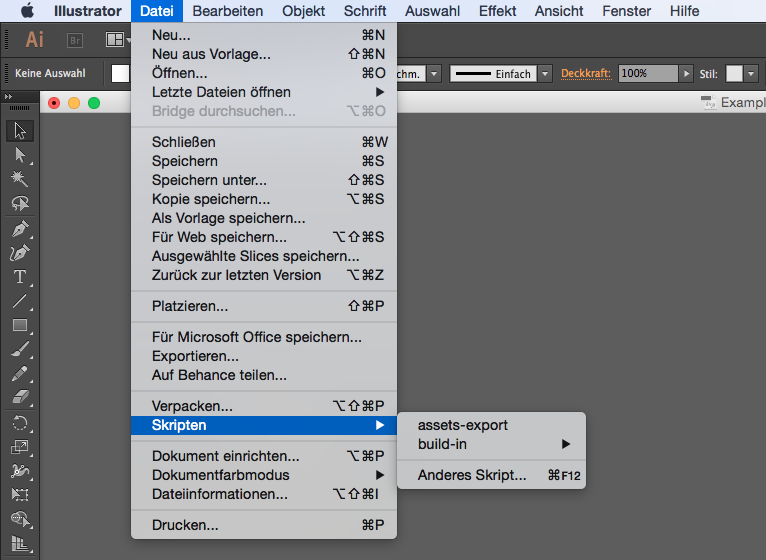 Illustrator Datei Bearbeiten Objekt Schrift Auswahl Effekt Ansicht Fenster Hilfe
Ai Br
Keine Auswahl
chm. Einfach Deckkraft: 100% Stil:
Exampl
Neu... ⌘N
Neu aus Vorlage... ⇧⌘N
Öffnen... ⌘O
Letzte Dateien öffnen ▶
Bridge durchsuchen... ⌥⌘O
Schließen ⌘W
Speichern ⌘S
Speichern unter... ⇧⌘S
Kopie speichern... ⌥⌘S
Als Vorlage speichern...
Für Web speichern... ⌥⇧⌘S
Ausgewählte Slices speichern...
Zurück zur letzten Version ⌥⌘Z
Platzieren... ⇧⌘P
Für Microsoft Office speichern...
Exportieren...
Auf Behance teilen...
Verpacken... ⌥⇧⌘P
Skripten ▶
assets-export
build-in ▶
Anderes Skript... ⌘F12
Dokument einrichten... ⌥⌘P
Dokumentfarbmodus ▶
Dateiinformationen... ⌥⇧⌘I
Drucken... ⌘P